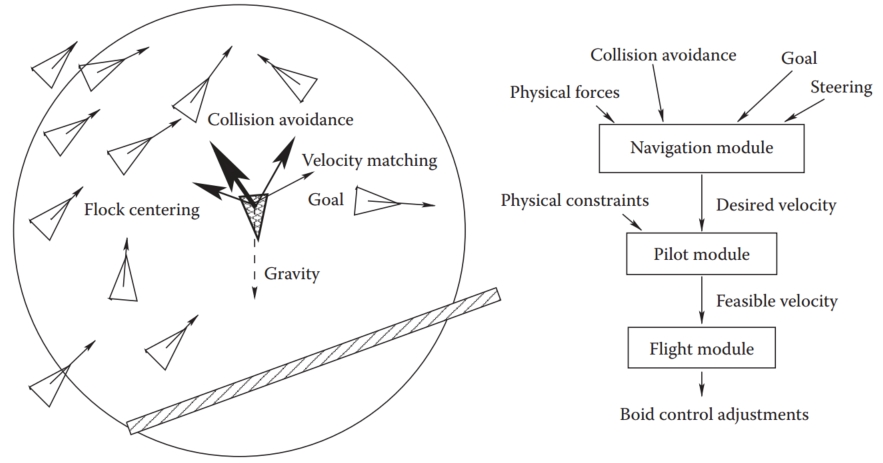 Collision avoidance
Velocity matching
Goal
Flock centering
Gravity
Collision avoidance
Goal
Physical forces
Steering
Navigation module
Physical constraints
Desired velocity
Pilot module
Feasible velocity
Flight module
Boid control adjustments